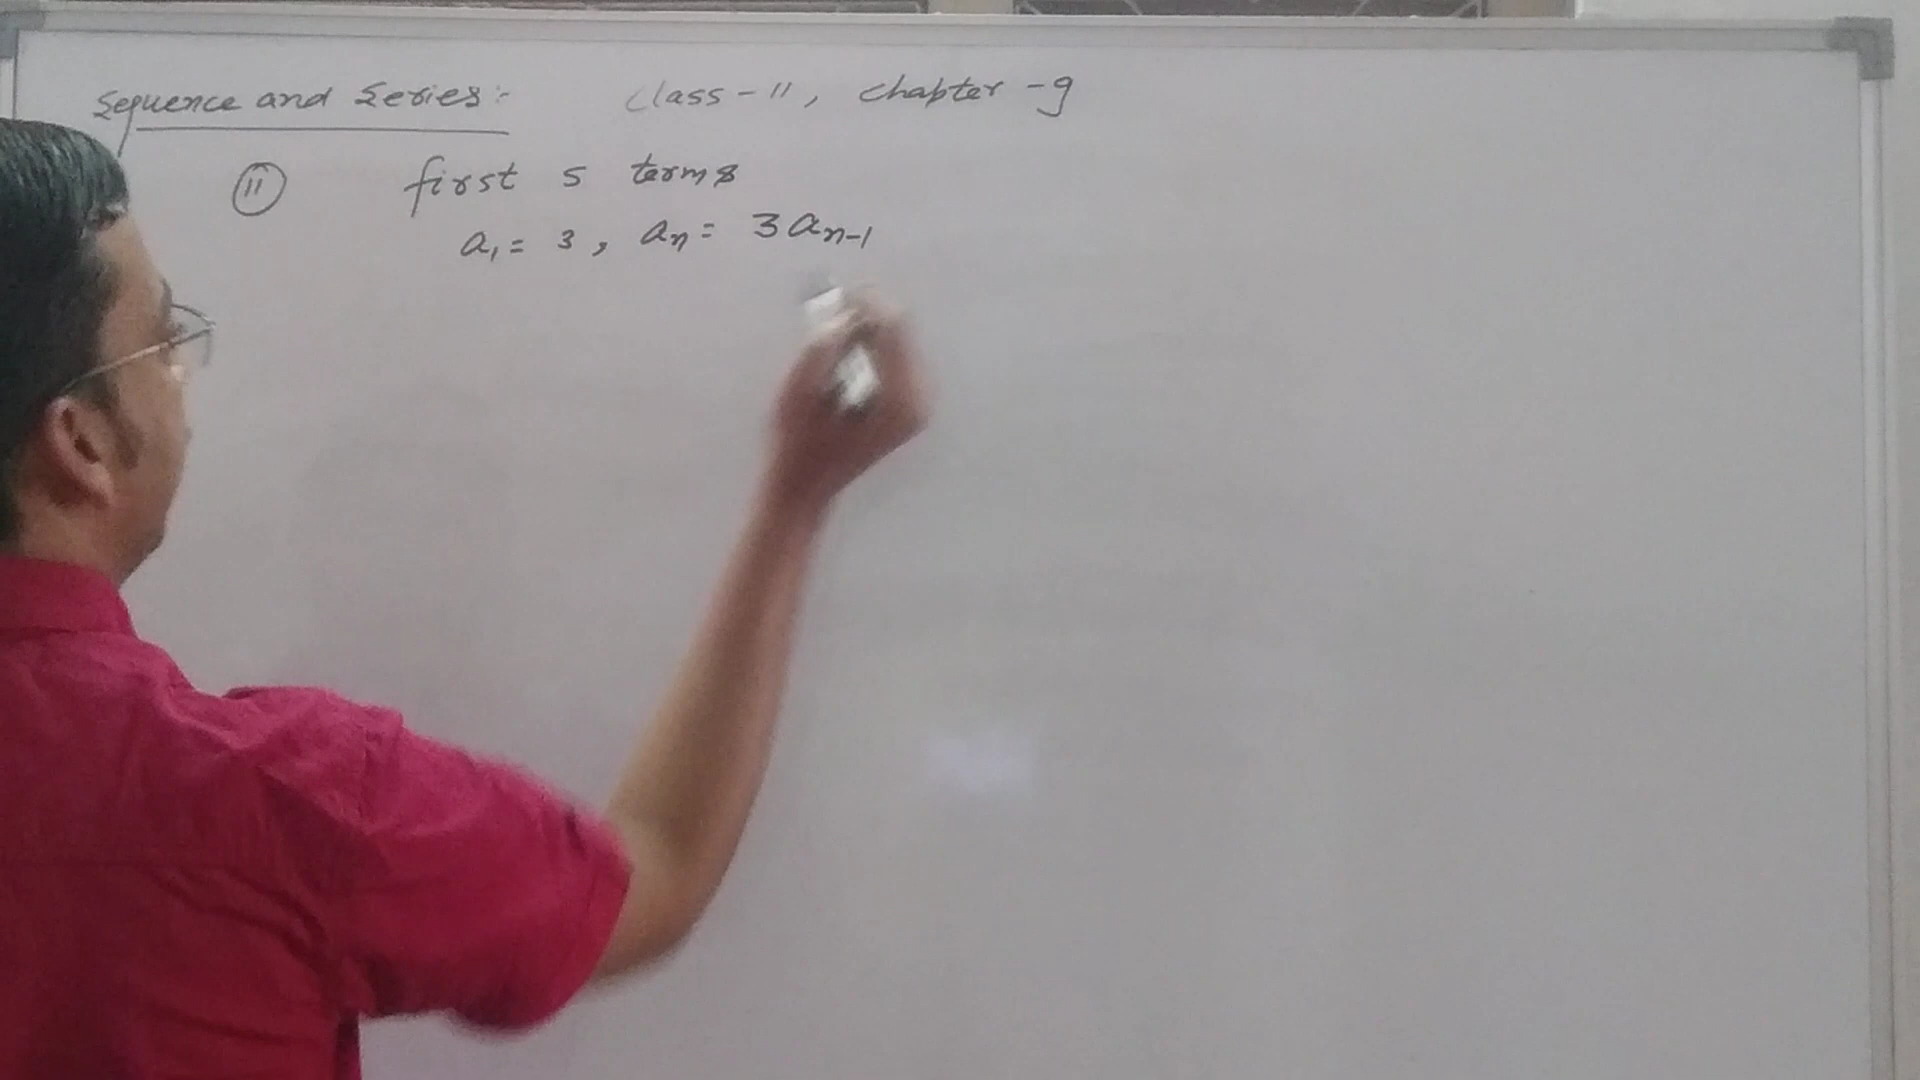 Sequence and Series:- Class-11, Chapter-9
11 first 5 terms
a₁ = 3, aₙ = 3aₙ₋₁